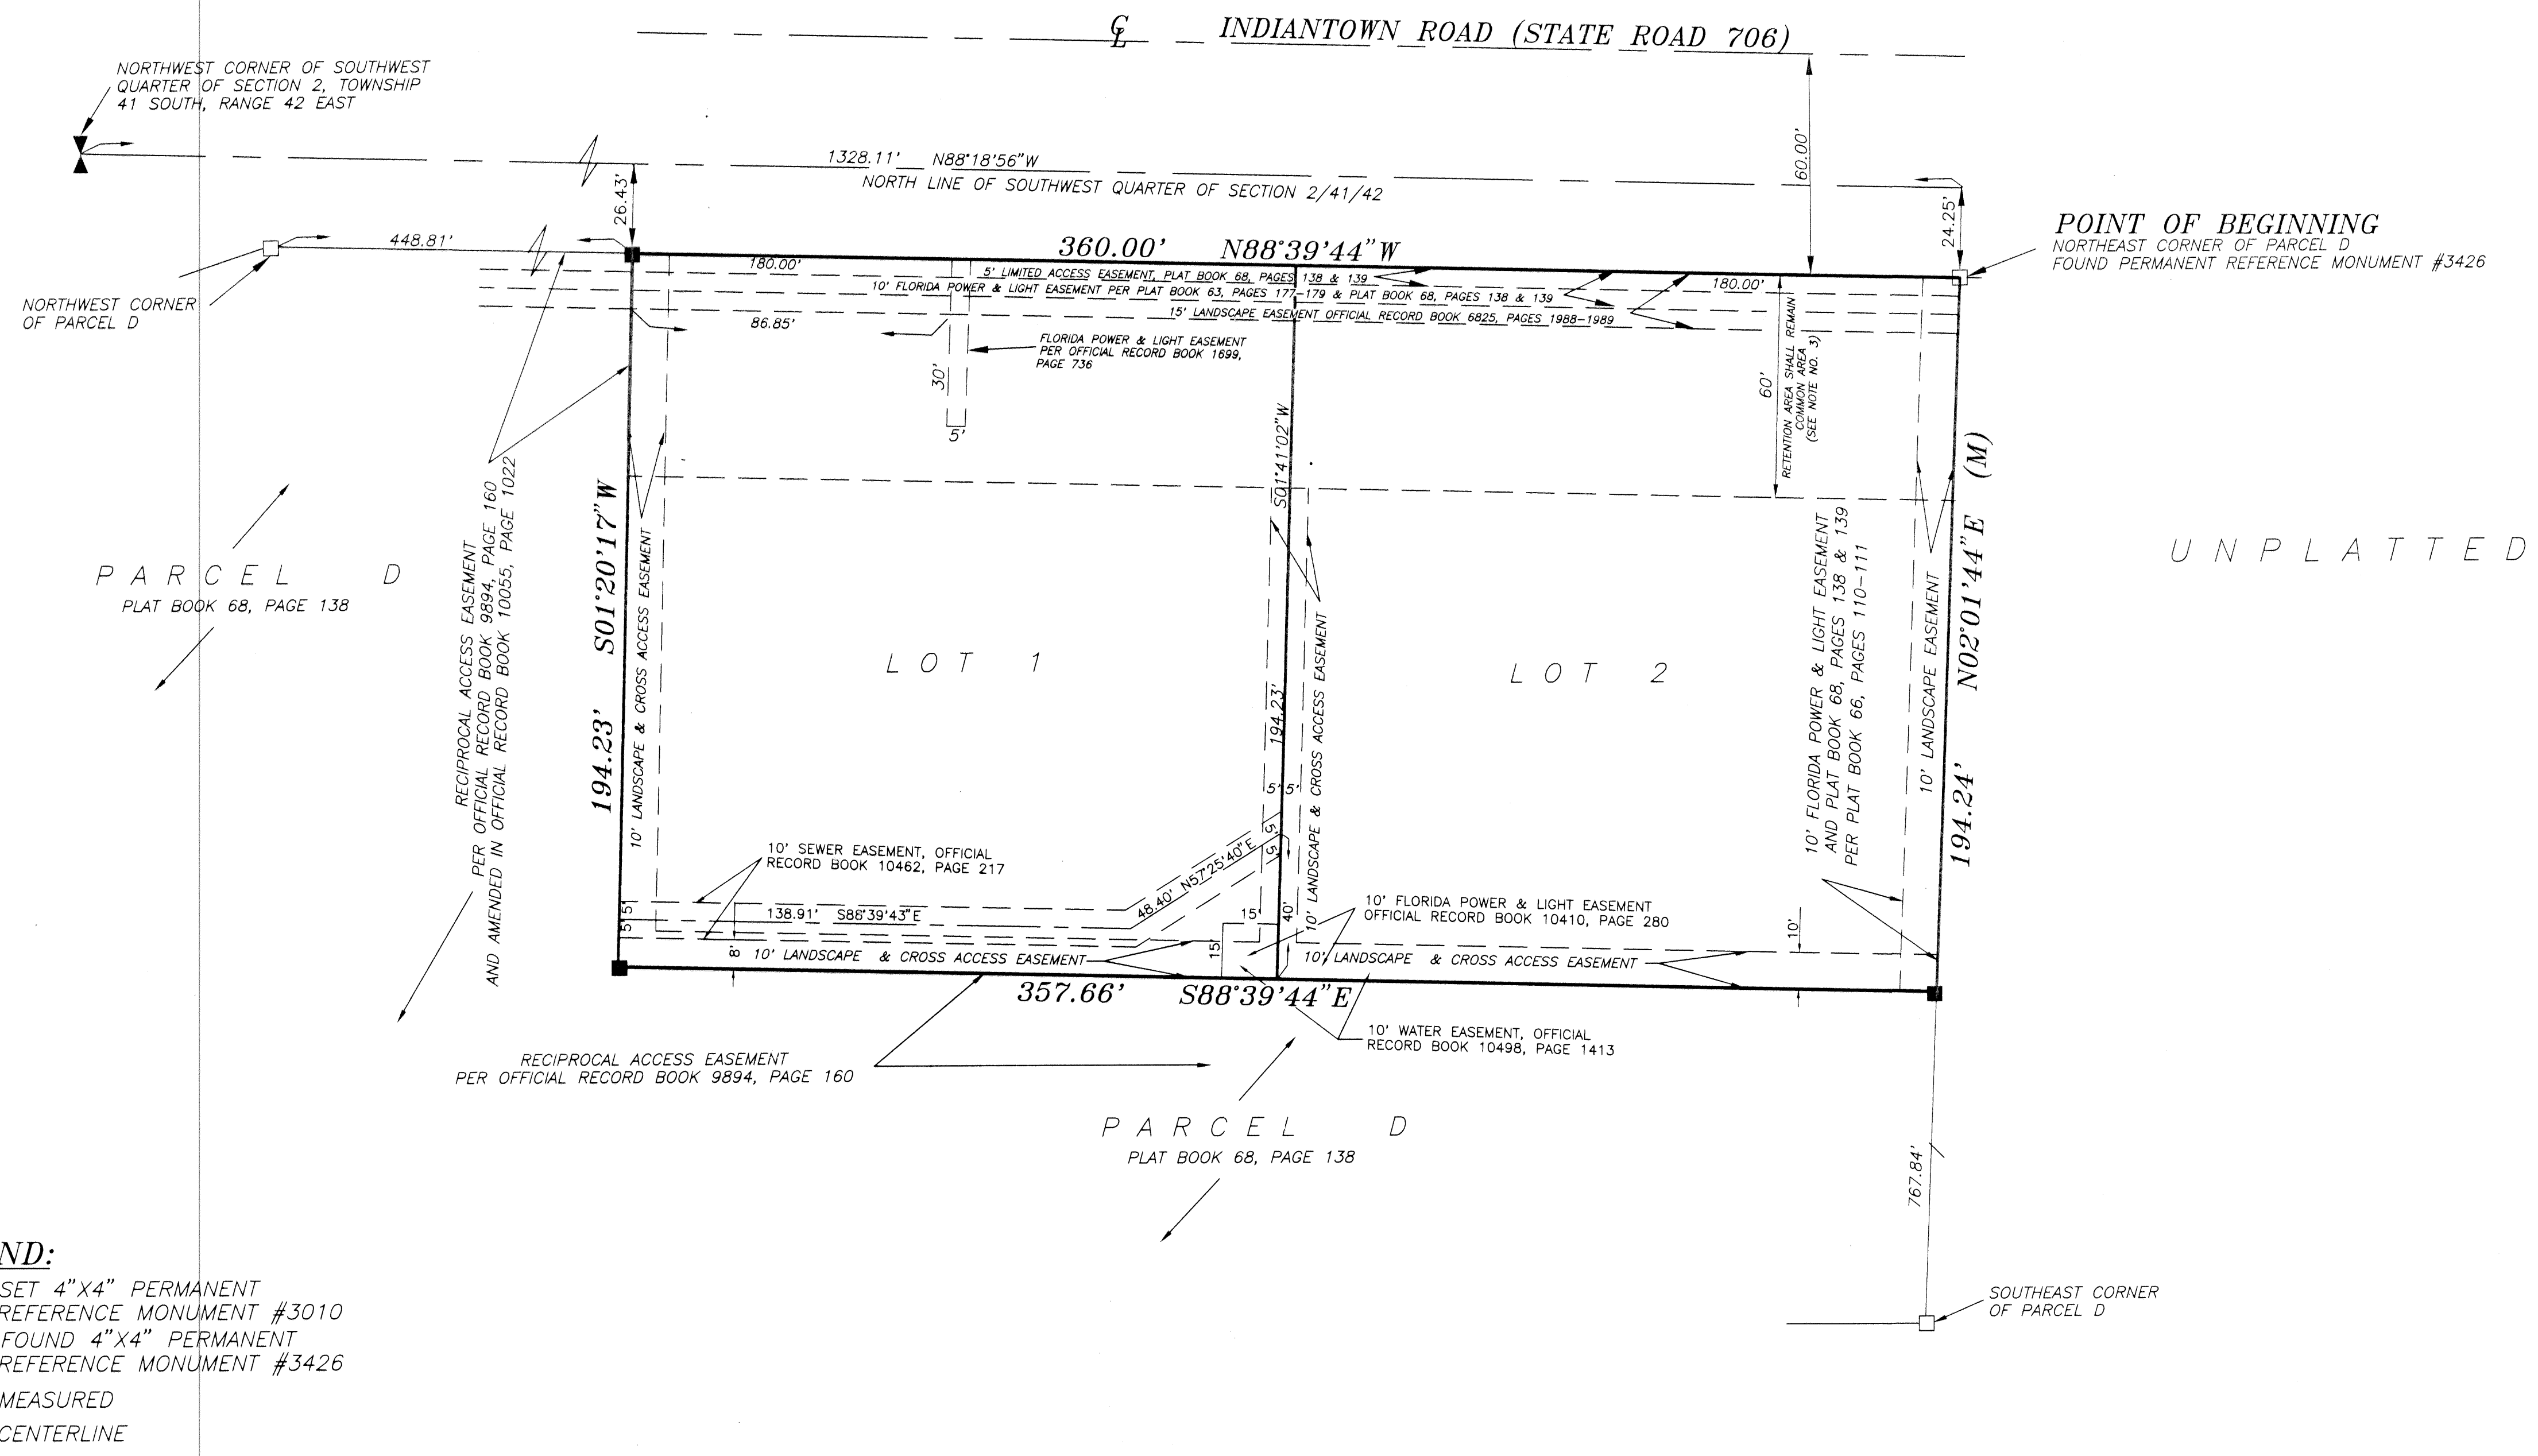 ℄ INDIANTOWN ROAD (STATE ROAD 706)
NORTHWEST CORNER OF SOUTHWEST
QUARTER OF SECTION 2, TOWNSHIP
41 SOUTH, RANGE 42 EAST
1328.11' N88°18'56"W
NORTH LINE OF SOUTHWEST QUARTER OF SECTION 2/41/42
60.00'
26.43'
24.25'
POINT OF BEGINNING
NORTHEAST CORNER OF PARCEL D
FOUND PERMANENT REFERENCE MONUMENT #3426
448.81'
360.00' N88°39'44"W
NORTHWEST CORNER
OF PARCEL D
180.00'
5' LIMITED ACCESS EASEMENT, PLAT BOOK 68, PAGES 138 & 139
180.00'
10' FLORIDA POWER & LIGHT EASEMENT PER PLAT BOOK 63, PAGES 177-179 & PLAT BOOK 68, PAGES 138 & 139
86.85'
15' LANDSCAPE EASEMENT OFFICIAL RECORD BOOK 6825, PAGES 1988-1989
FLORIDA POWER & LIGHT EASEMENT
PER OFFICIAL RECORD BOOK 1699,
PAGE 736
30'
5'
60'
RETENTION AREA SHALL REMAIN
COMMON AREA
(SEE NOTE NO. 3)
S01°41'02"W
194.23'
RECIPROCAL ACCESS EASEMENT
PER OFFICIAL RECORD BOOK 9894, PAGE 160
AND AMENDED IN OFFICIAL RECORD BOOK 10055, PAGE 1022
194.23' S01°20'17"W
10' LANDSCAPE & CROSS ACCESS EASEMENT
PARCEL D
PLAT BOOK 68, PAGE 138
LOT 1
LOT 2
10' LANDSCAPE & CROSS ACCESS EASEMENT
10' FLORIDA POWER & LIGHT EASEMENT
AND PLAT BOOK 68, PAGES 138 & 139
PER PLAT BOOK 66, PAGES 110-111
10' LANDSCAPE EASEMENT
194.24' N02°01'44"E (M)
UNPLATTED
5' 5'
5'
5'
10' SEWER EASEMENT, OFFICIAL
RECORD BOOK 10462, PAGE 217
48.40' N57°25'40"E
5'
5'
138.91' S88°39'43"E
15'
15'
40'
8'
10'
10' FLORIDA POWER & LIGHT EASEMENT
OFFICIAL RECORD BOOK 10410, PAGE 280
10' LANDSCAPE & CROSS ACCESS EASEMENT
10' LANDSCAPE & CROSS ACCESS EASEMENT
357.66' S88°39'44"E
10' WATER EASEMENT, OFFICIAL
RECORD BOOK 10498, PAGE 1413
RECIPROCAL ACCESS EASEMENT
PER OFFICIAL RECORD BOOK 9894, PAGE 160
PARCEL D
PLAT BOOK 68, PAGE 138
767.84'
SOUTHEAST CORNER
OF PARCEL D
ND:
SET 4"X4" PERMANENT
REFERENCE MONUMENT #3010
FOUND 4"X4" PERMANENT
REFERENCE MONUMENT #3426
MEASURED
CENTERLINE